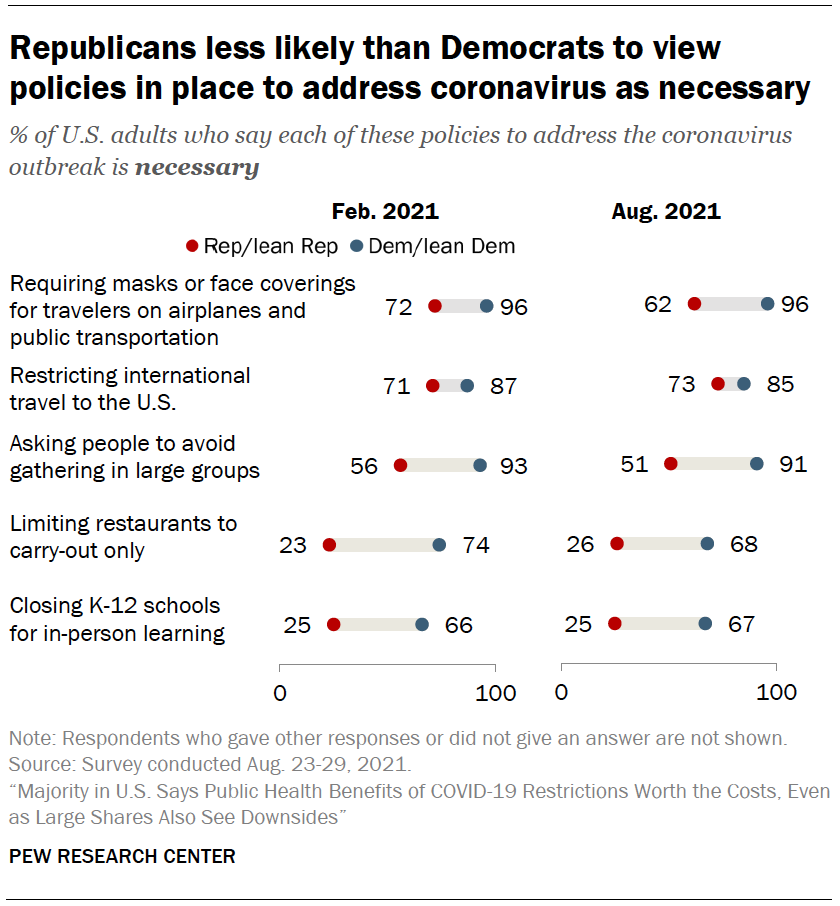 Republicans less likely than Democrats to view
policies in place to address coronavirus as necessary
% of U.S. adults who say each of these policies to address the coronavirus
outbreak is necessary
Feb. 2021 Aug. 2021
Rep/lean Rep Dem/lean Dem
Requiring masks or face coverings
for travelers on airplanes and
public transportation
72 96 62 96
Restricting international
travel to the U.S.
71 87 73 85
Asking people to avoid
gathering in large groups
56 93 51 91
Limiting restaurants to
carry-out only
23 74 26 68
Closing K-12 schools
for in-person learning
25 66 25 67
0 100 0 100
Note: Respondents who gave other responses or did not give an answer are not shown.
Source: Survey conducted Aug. 23-29, 2021.
“Majority in U.S. Says Public Health Benefits of COVID-19 Restrictions Worth the Costs, Even
as Large Shares Also See Downsides”
PEW RESEARCH CENTER